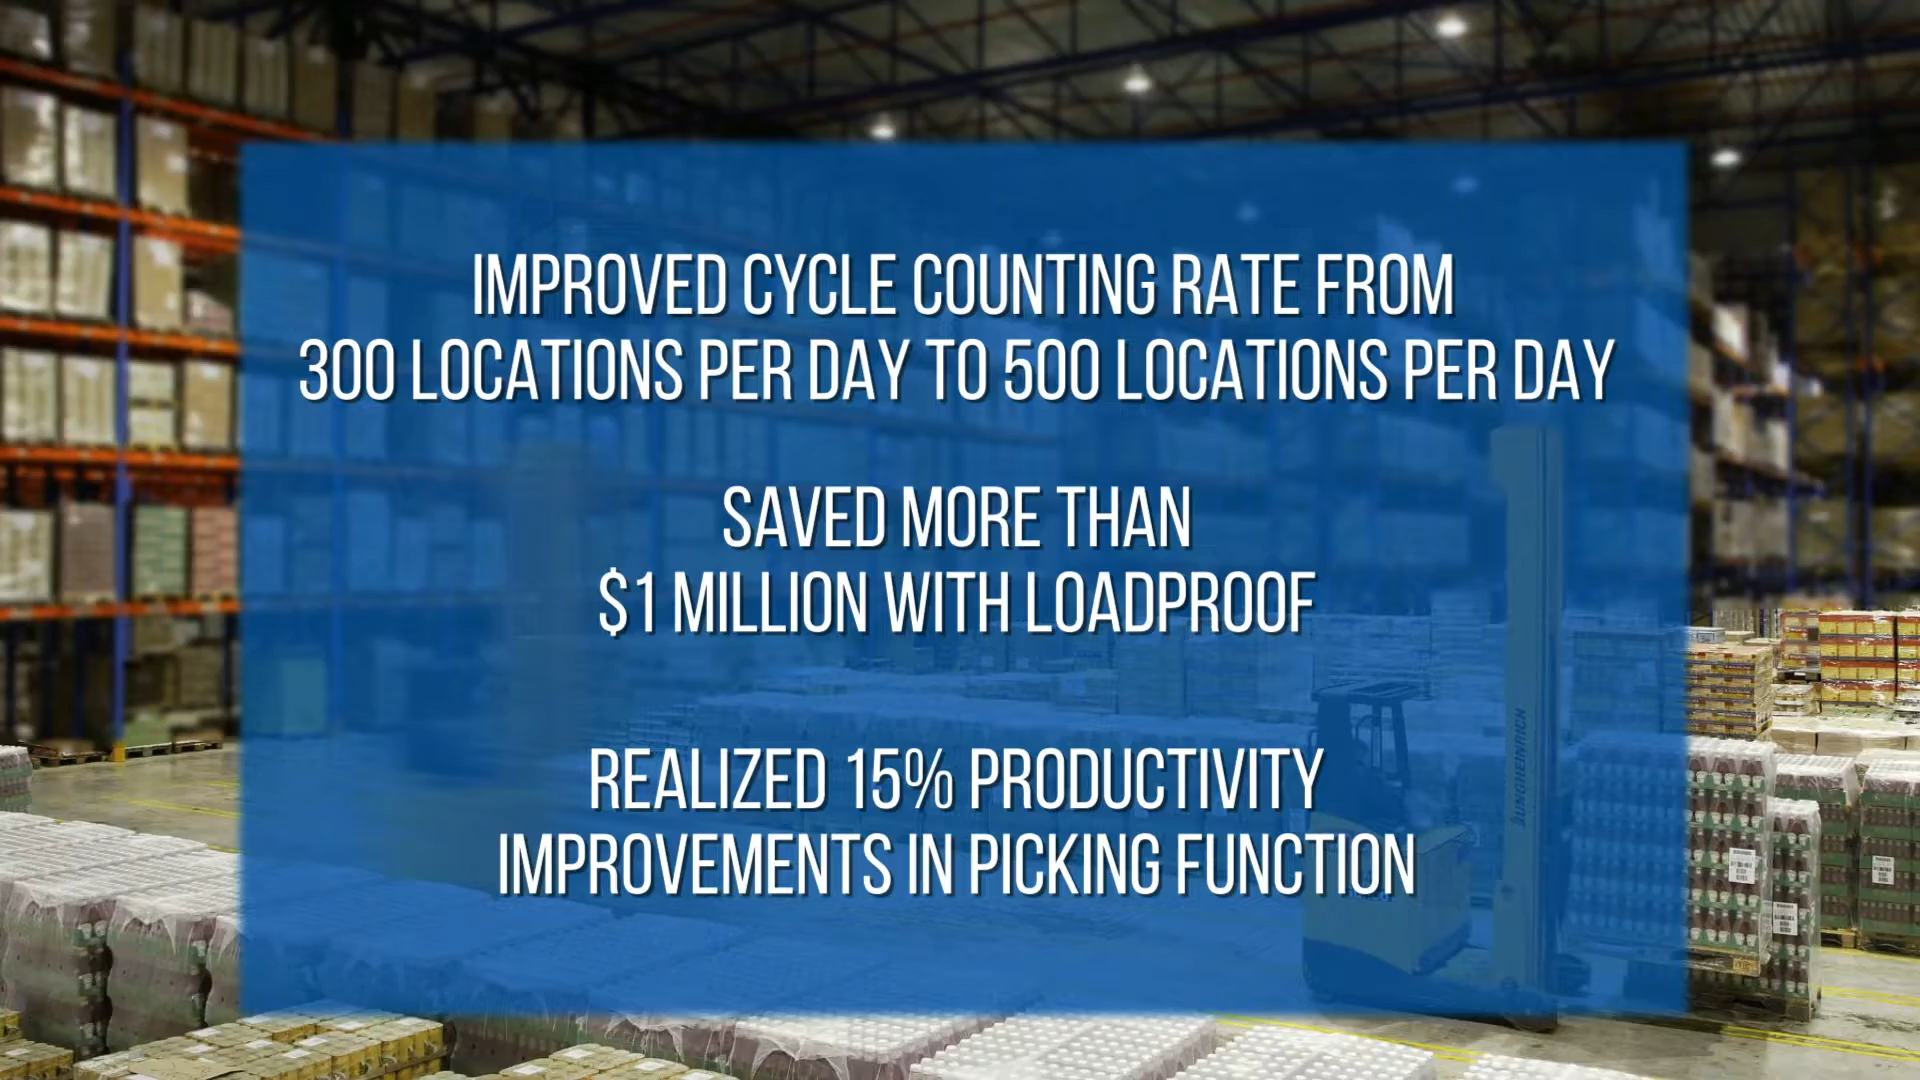 IMPROVED CYCLE COUNTING RATE FROM
300 LOCATIONS PER DAY TO 500 LOCATIONS PER DAY
SAVED MORE THAN
$1 MILLION WITH LOADPROOF
REALIZED 15% PRODUCTIVITY
IMPROVEMENTS IN PICKING FUNCTION
JUNGHEINRICH